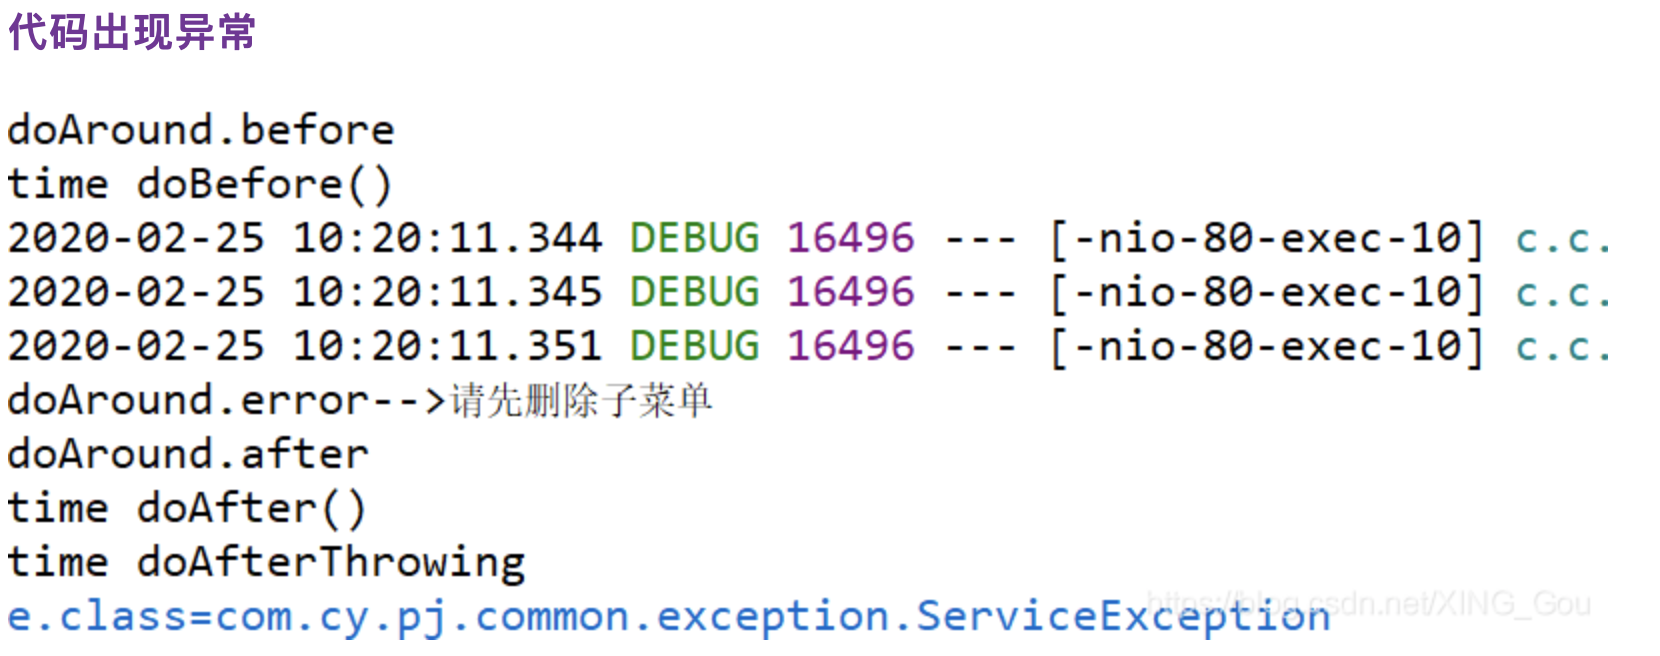 代码出现异常
doAround.before
time doBefore()
2020-02-25 10:20:11.344 DEBUG 16496 --- [-nio-80-exec-10] c.c.
2020-02-25 10:20:11.345 DEBUG 16496 --- [-nio-80-exec-10] c.c.
2020-02-25 10:20:11.351 DEBUG 16496 --- [-nio-80-exec-10] c.c.
doAround.error-->请先删除子菜单
doAround.after
time doAfter()
time doAfterThrowing
e.class=com.cy.pj.common.exception.ServiceException
https://blog.csdn.net/XING_Gou